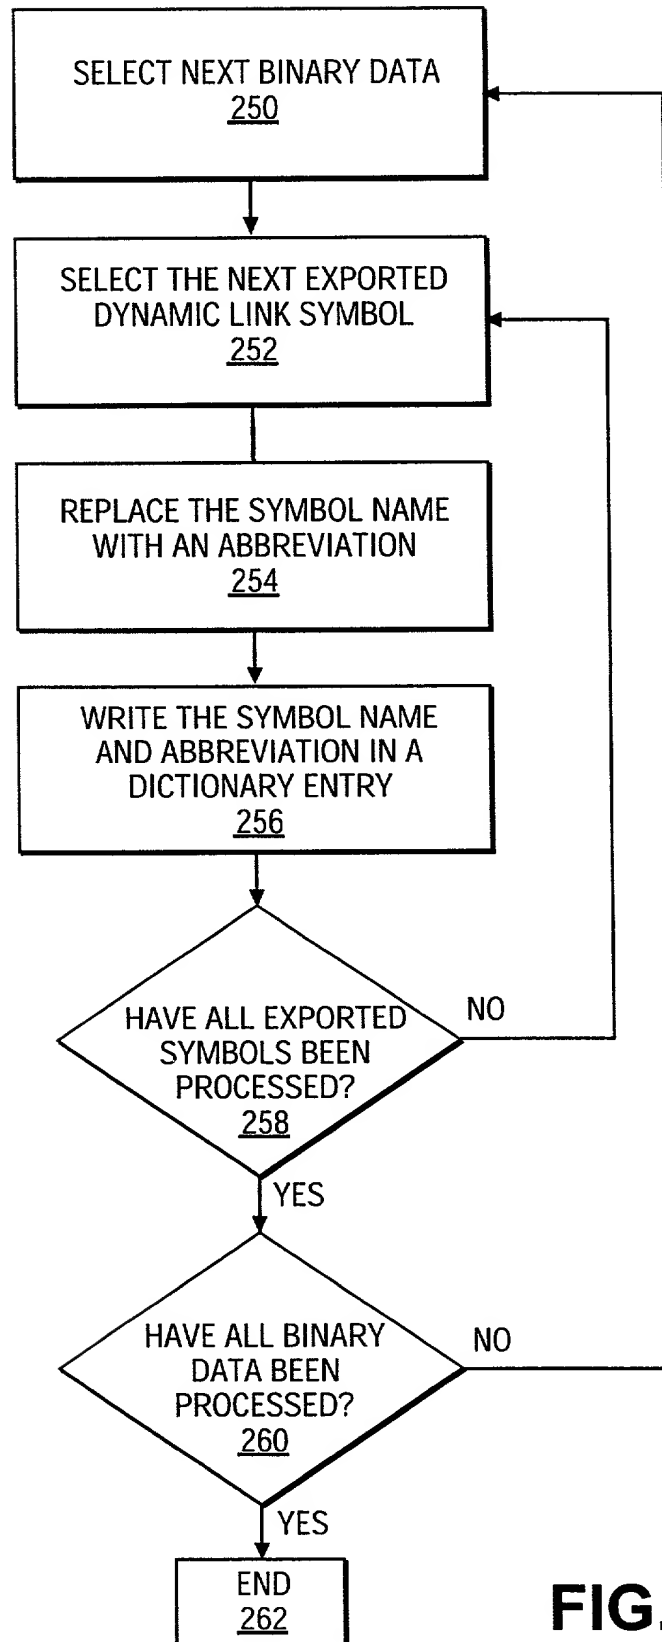 SELECT NEXT BINARY DATA
250
SELECT THE NEXT EXPORTED
DYNAMIC LINK SYMBOL
252
REPLACE THE SYMBOL NAME
WITH AN ABBREVIATION
254
WRITE THE SYMBOL NAME
AND ABBREVIATION IN A
DICTIONARY ENTRY
256
HAVE ALL EXPORTED
SYMBOLS BEEN
PROCESSED?
258
NO
YES
HAVE ALL BINARY
DATA BEEN
PROCESSED?
260
NO
YES
END
262
FIG.